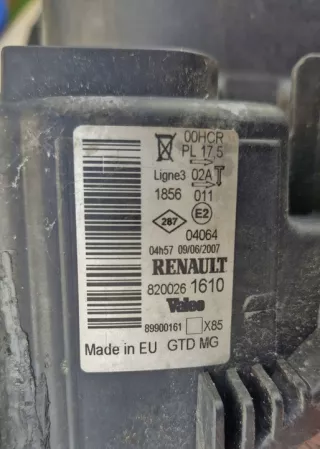 00HCR
PL 17,5
Ligne3 02A
1856 011
287 E2
04064
04h57 09/06/2007
RENAULT
820026 1610
Valeo
89900161 X85
Made in EU GTD MG